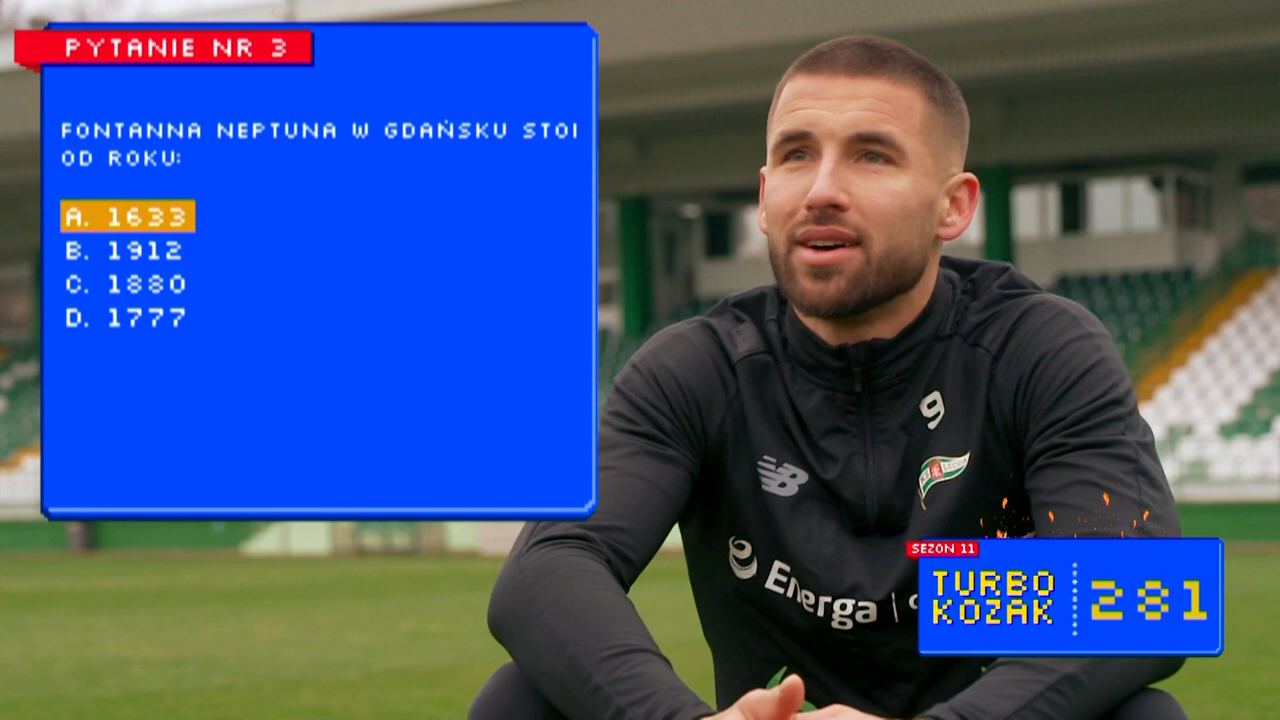 PYTANIE NR 3
FONTANNA NEPTUNA W GDAŃSKU STOI
OD ROKU:
A. 1633
B. 1912
C. 1880
D. 1777
9
LECHIA
Energa |
SEZON 11
TURBO
KOZAK
281